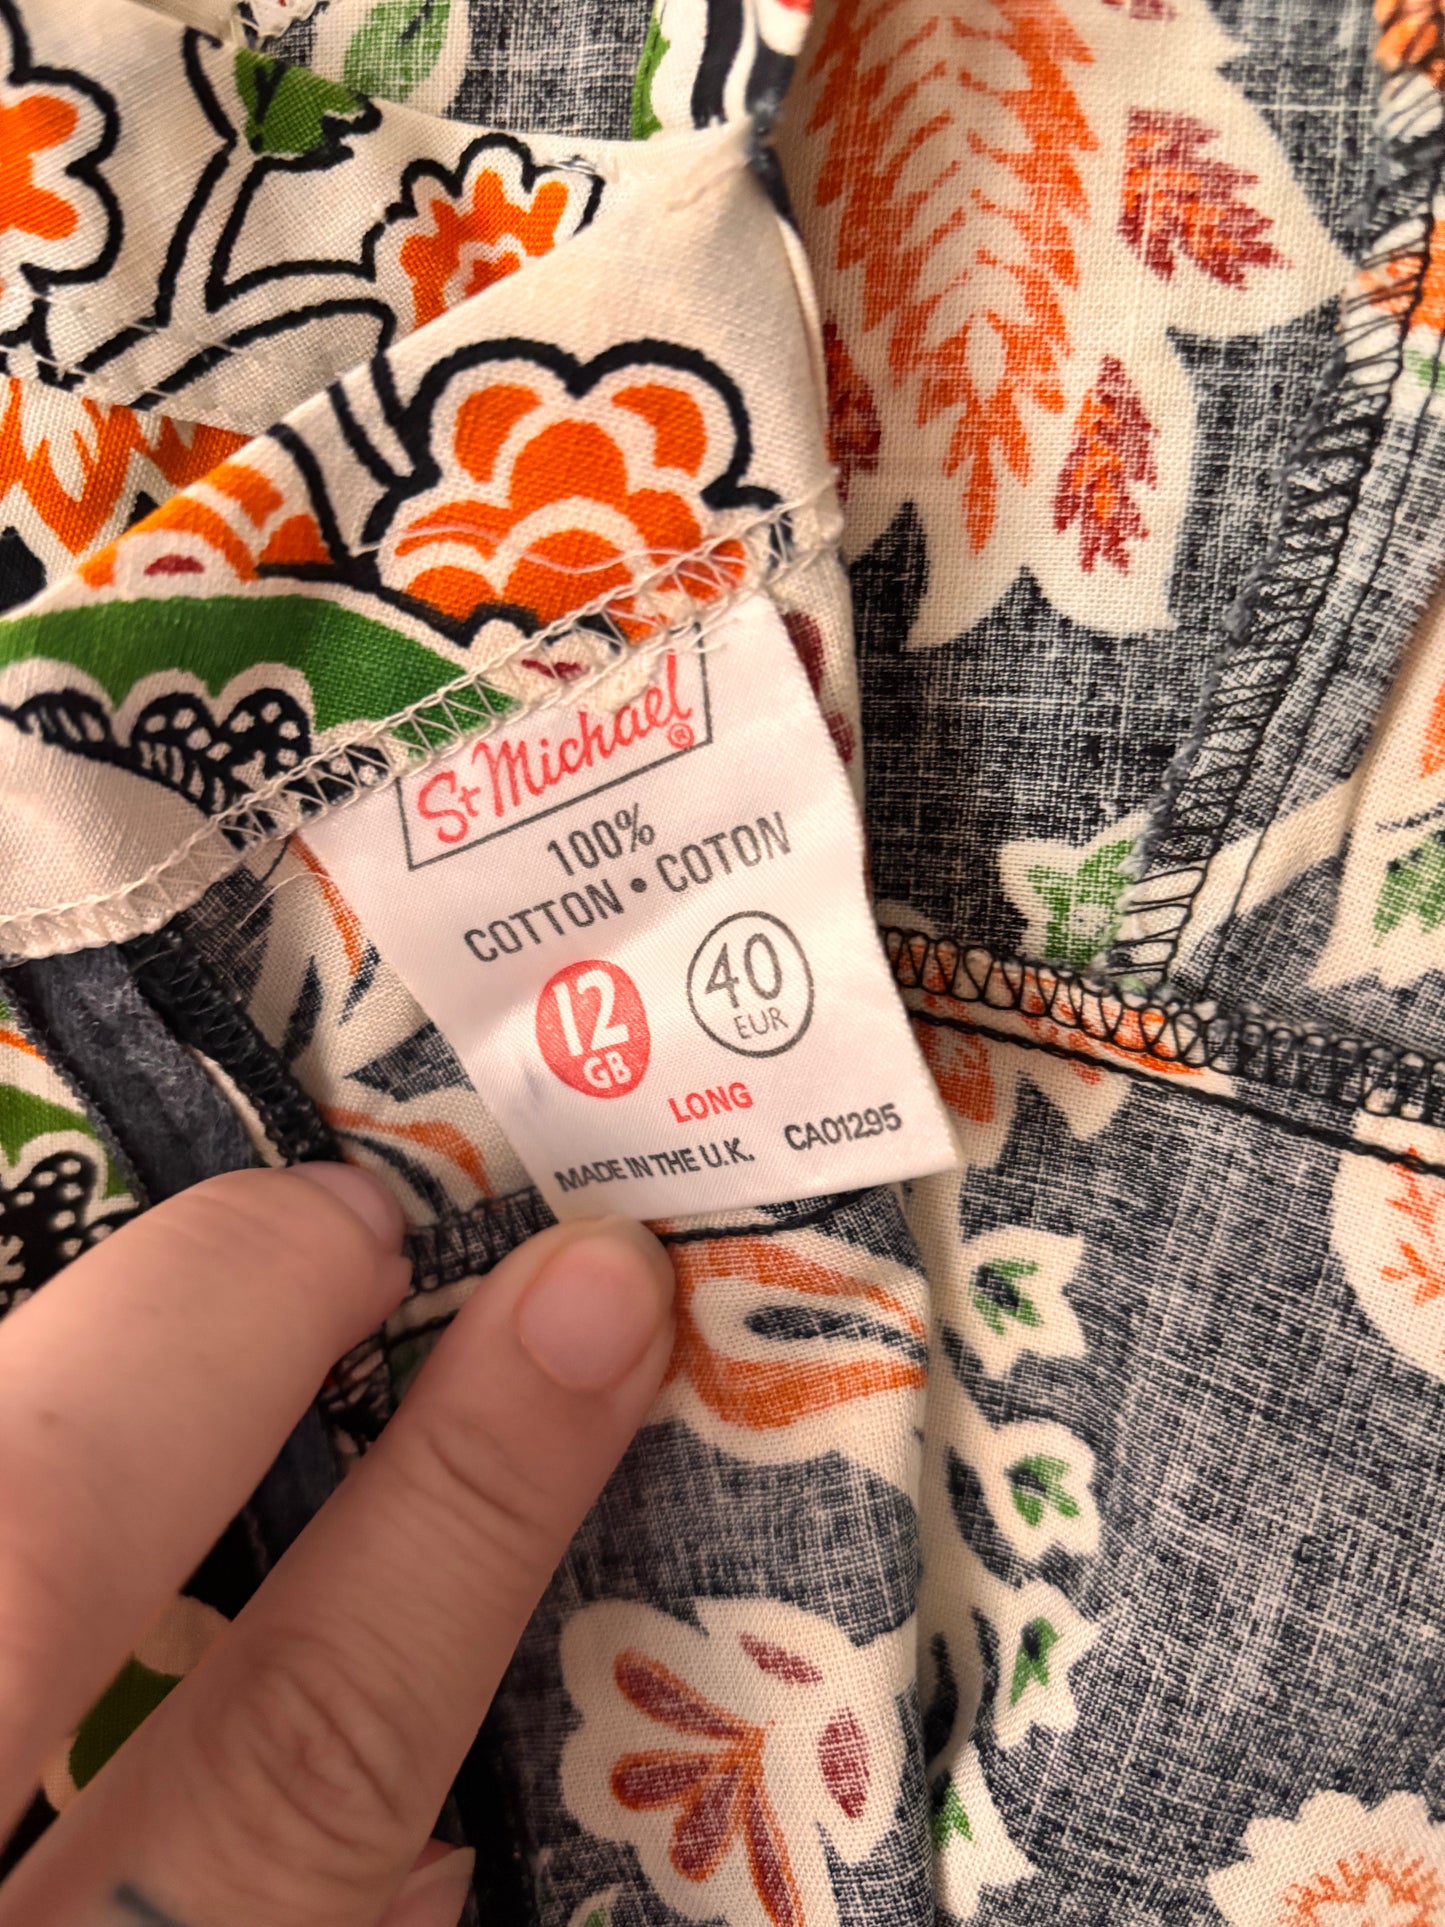 St Michael®
100%
COTTON • COTON
12 GB
40 EUR
LONG
MADE IN THE U.K. CA01295